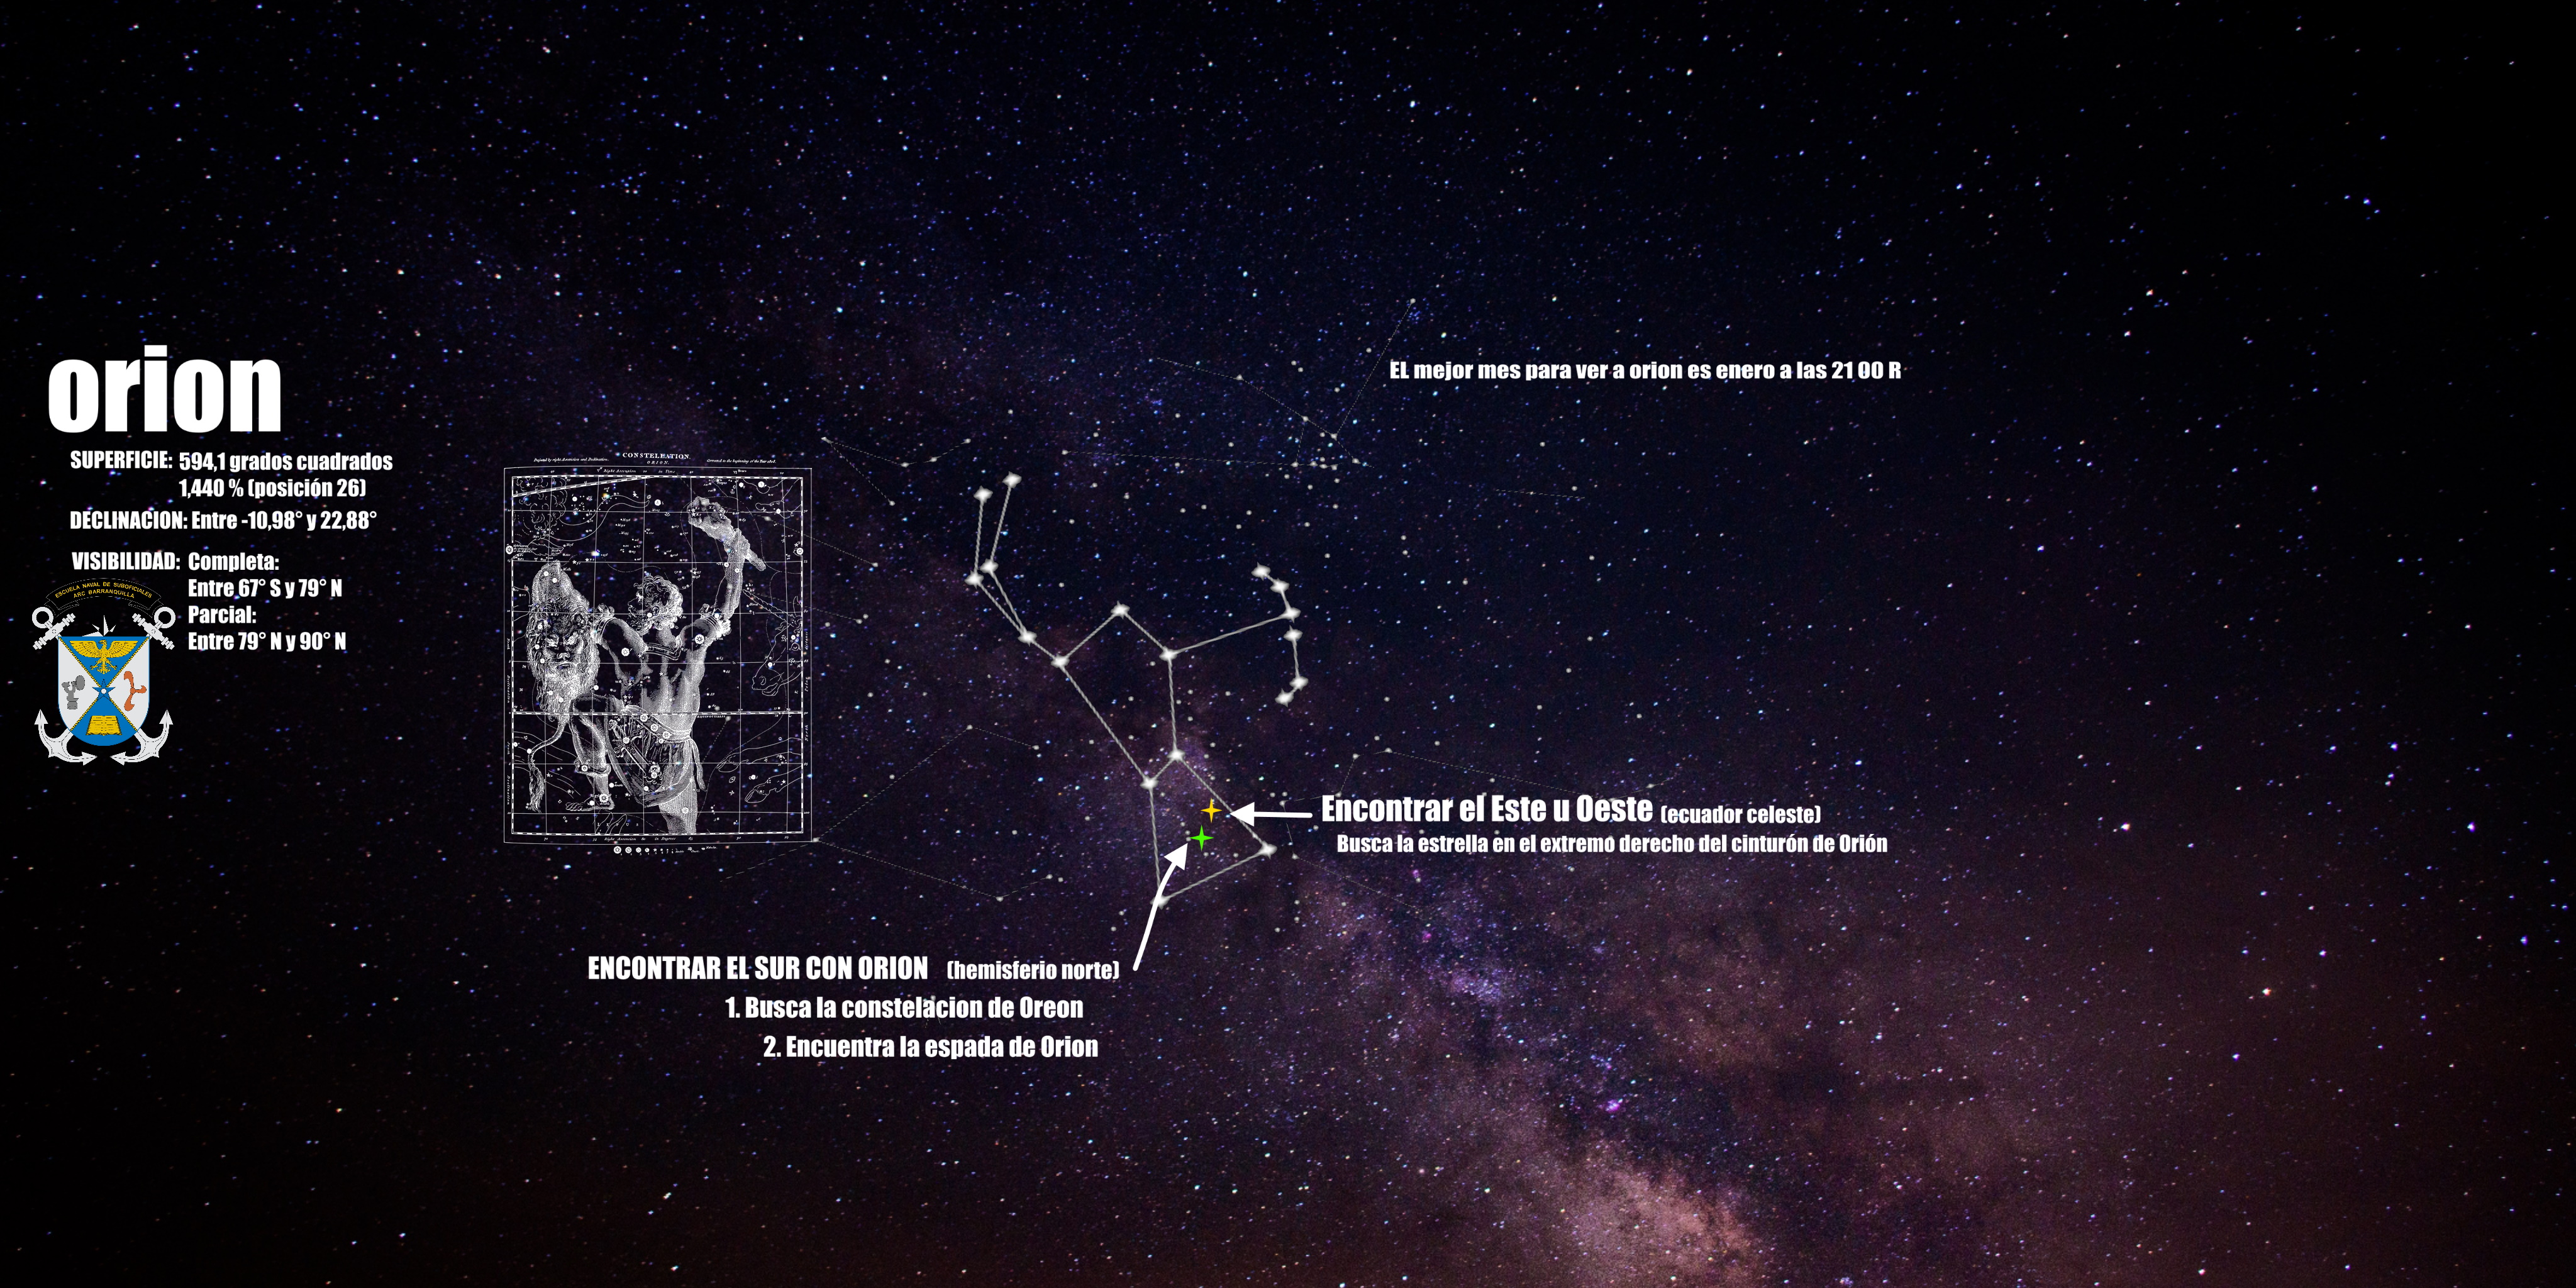 orion
SUPERFICIE: 594,1 grados cuadrados
1,440 % (posición 26)
DECLINACION: Entre -10,98° y 22,88°
VISIBILIDAD: Completa:
Entre 67° S y 79° N
Parcial:
Entre 79° N y 90° N
ESCUELA NAVAL DE SUBOFICIALES
ARC BARRANQUILLA
CONSTELLATION
ORION.
EL mejor mes para ver a orion es enero a las 21 00 R
Encontrar el Este u Oeste (ecuador celeste)
Busca la estrella en el extremo derecho del cinturón de Orión
ENCONTRAR EL SUR CON ORION (hemisferio norte)
1. Busca la constelacion de Oreon
2. Encuentra la espada de Orion